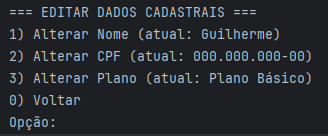 === EDITAR DADOS CADASTRAIS ===
1) Alterar Nome (atual: Guilherme)
2) Alterar CPF (atual: 000.000.000-00)
3) Alterar Plano (atual: Plano Básico)
0) Voltar
Opção: